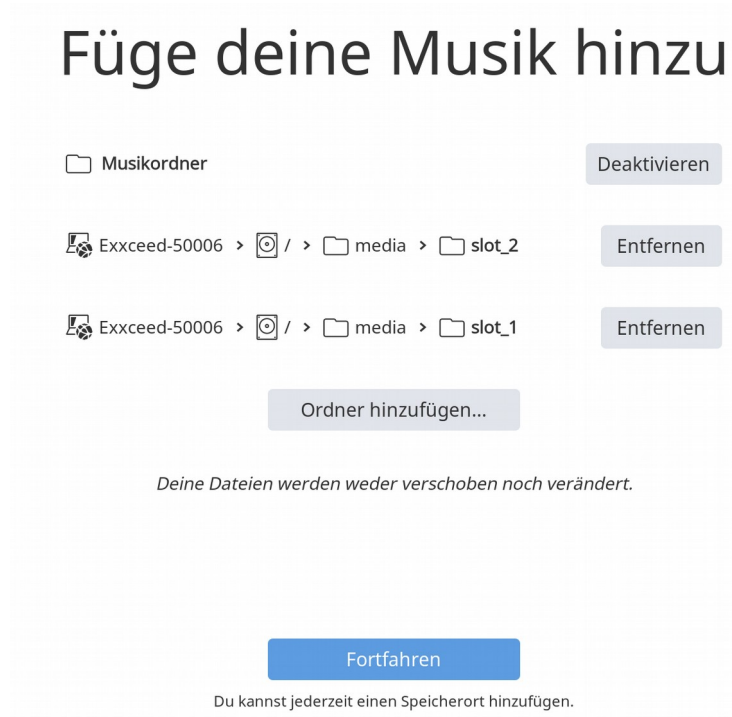 Füge deine Musik hinzu
Musikordner Deaktivieren
Exxceed-50006 > / > media > slot_2 Entfernen
Exxceed-50006 > / > media > slot_1 Entfernen
Ordner hinzufügen...
Deine Dateien werden weder verschoben noch verändert.
Fortfahren
Du kannst jederzeit einen Speicherort hinzufügen.